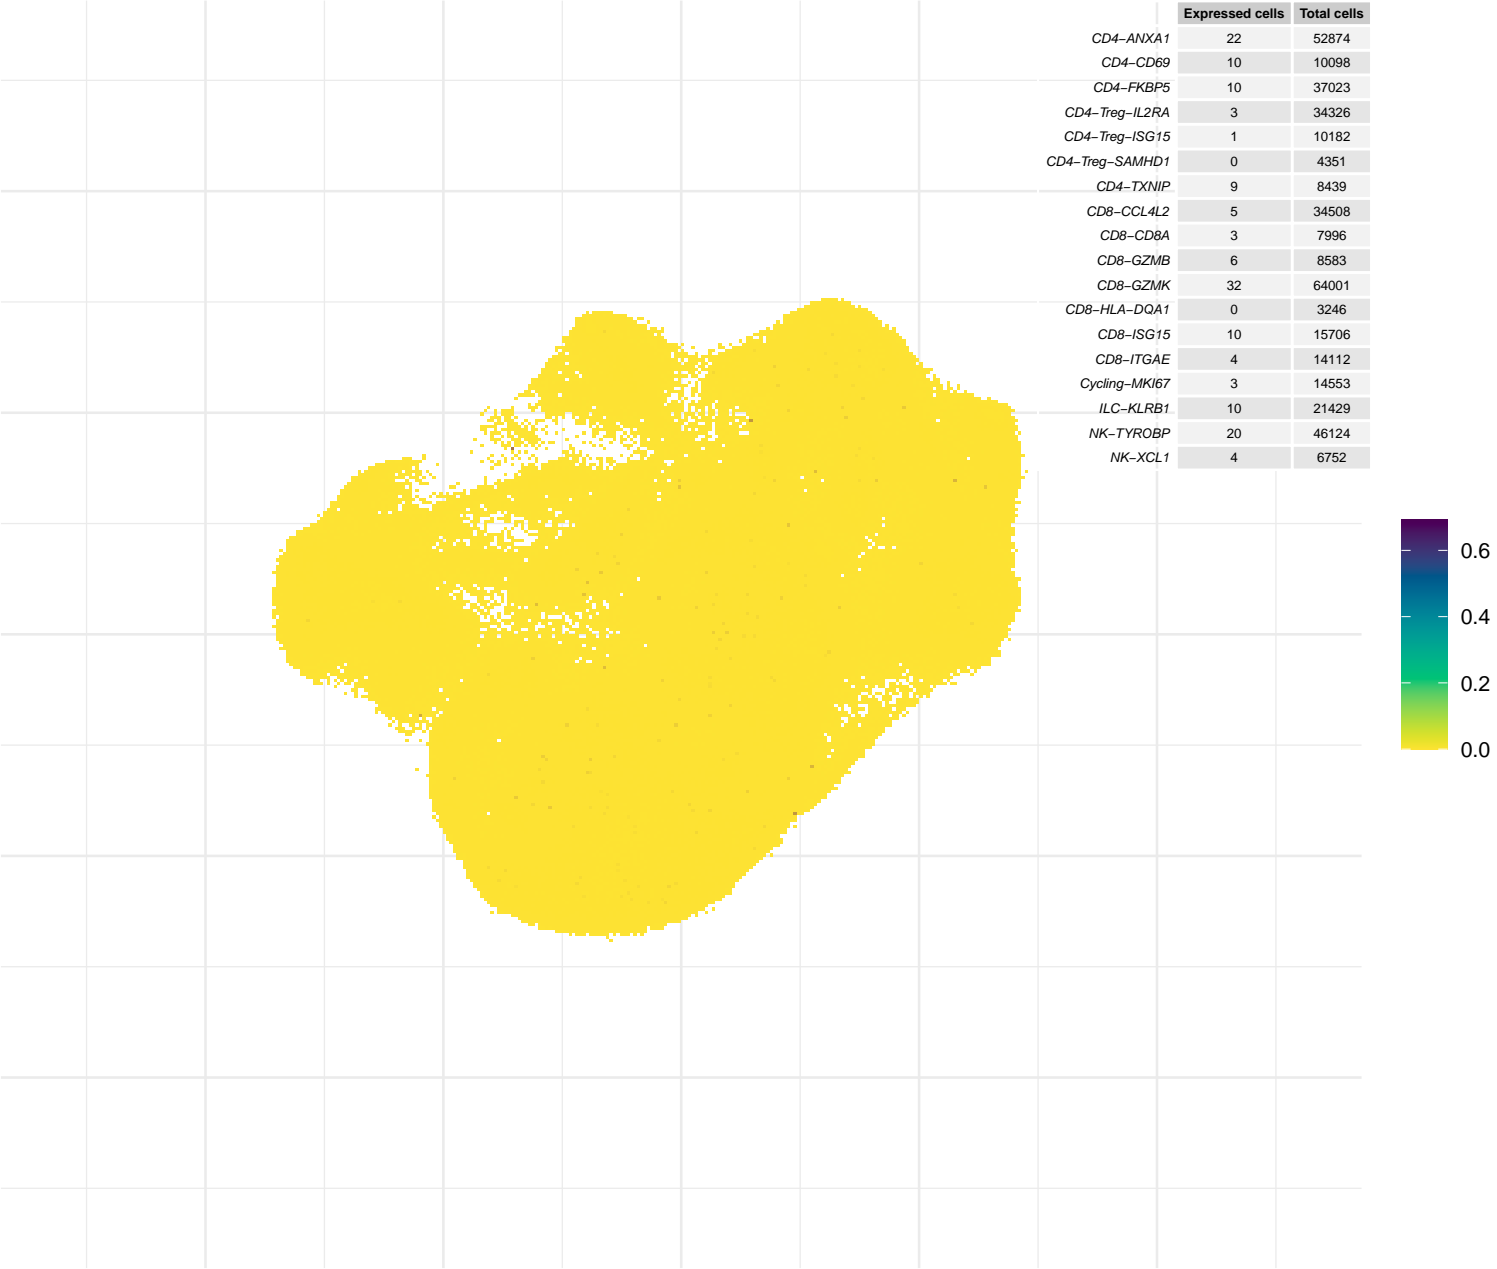 Expressed cells Total cells
CD4−ANXA1 22 52874
CD4−CD69 10 10098
CD4−FKBP5 10 37023
CD4−Treg−IL2RA 3 34326
CD4−Treg−ISG15 1 10182
CD4−Treg−SAMHD1 0 4351
CD4−TXNIP 9 8439
CD8−CCL4L2 5 34508
CD8−CD8A 3 7996
CD8−GZMB 6 8583
CD8−GZMK 32 64001
CD8−HLA−DQA1 0 3246
CD8−ISG15 10 15706
CD8−ITGAE 4 14112
Cycling−MKI67 3 14553
ILC−KLRB1 10 21429
NK−TYROBP 20 46124
NK−XCL1 4 6752
0.6
0.4
0.2
0.0